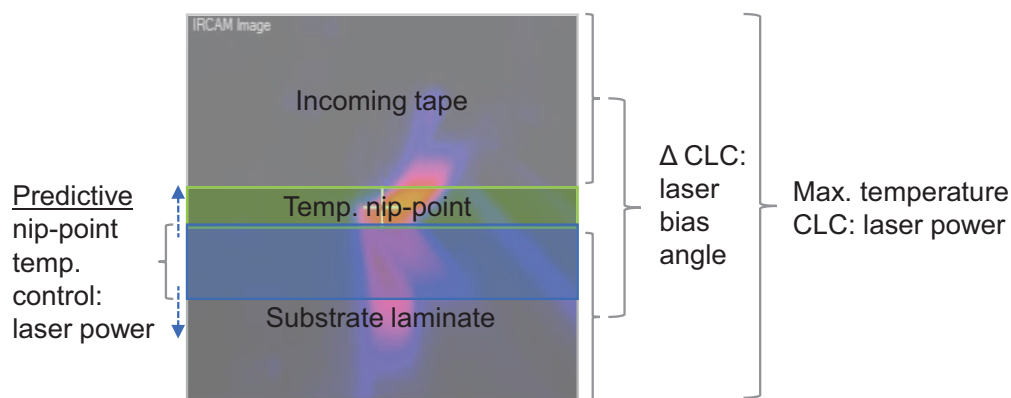 IRCAM Image
Incoming tape
Temp. nip-point
Substrate laminate
Predictive
nip-point
temp.
control:
laser power
Δ CLC:
laser
bias
angle
Max. temperature
CLC: laser power